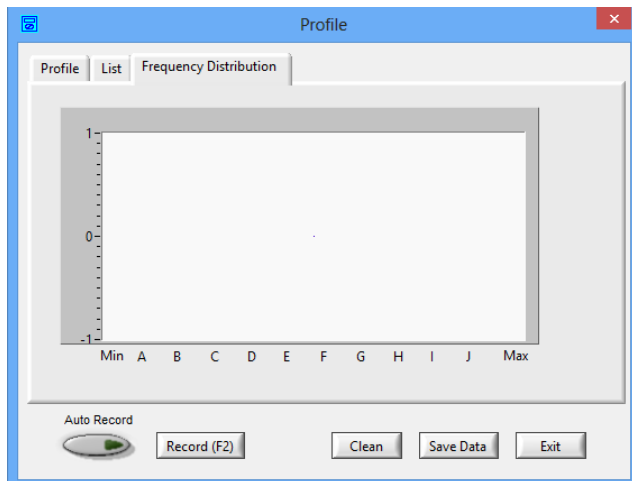 Profile
Profile List Frequency Distribution
1
0
-1
Min A B C D E F G H I J Max
Auto Record
Record (F2) Clean Save Data Exit